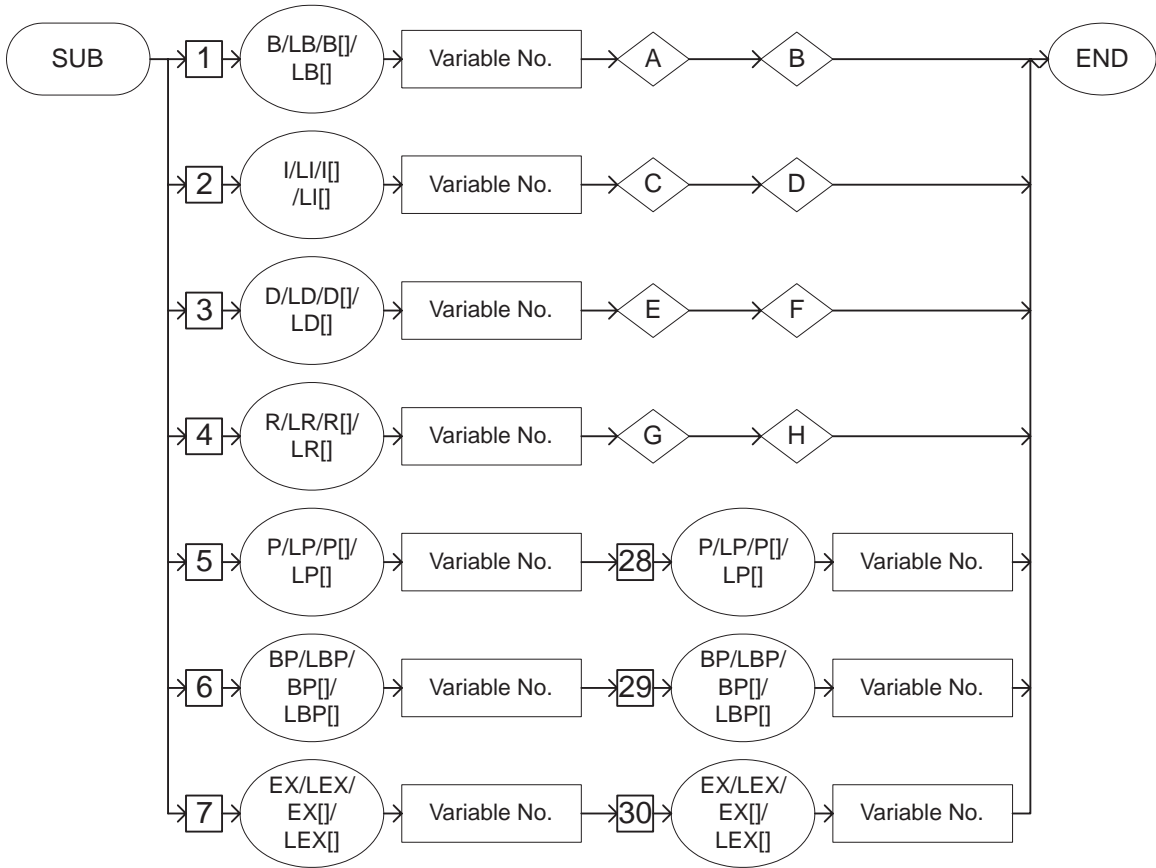 SUB
1
B/LB/B[]/
LB[]
Variable No.
A
B
END
2
I/LI/I[]
/LI[]
Variable No.
C
D
3
D/LD/D[]/
LD[]
Variable No.
E
F
4
R/LR/R[]/
LR[]
Variable No.
G
H
5
P/LP/P[]/
LP[]
Variable No.
28
P/LP/P[]/
LP[]
Variable No.
6
BP/LBP/
BP[]/
LBP[]
Variable No.
29
BP/LBP/
BP[]/
LBP[]
Variable No.
7
EX/LEX/
EX[]/
LEX[]
Variable No.
30
EX/LEX/
EX[]/
LEX[]
Variable No.